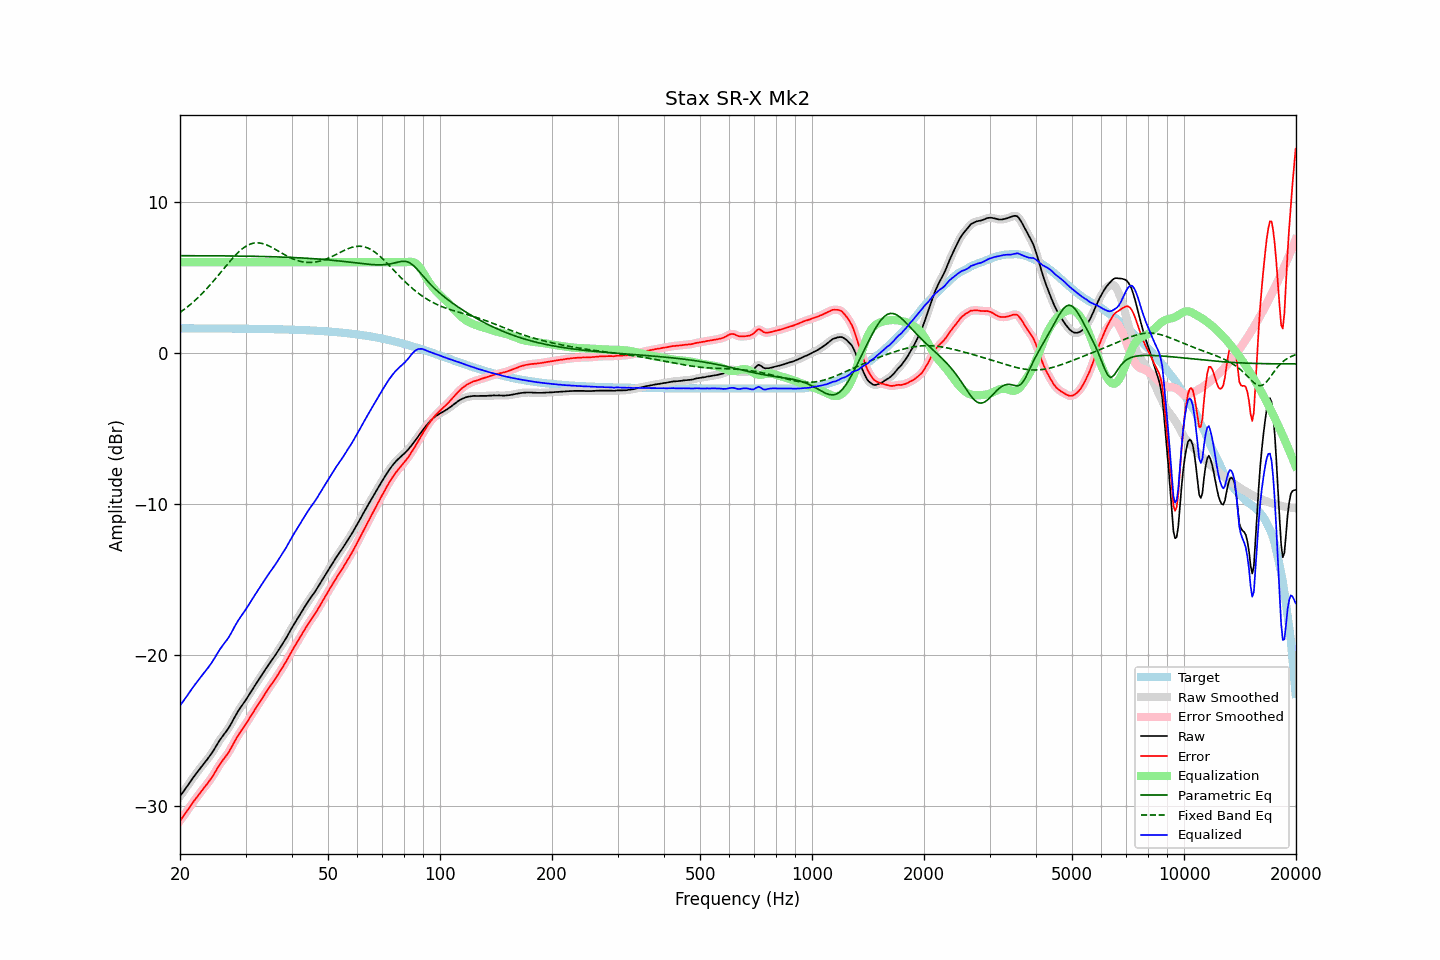 Stax SR-X Mk2
Amplitude (dBr)
10
0
−10
−20
−30
20
50
100
200
500
1000
2000
5000
10000
20000
Frequency (Hz)
Target
Raw Smoothed
Error Smoothed
Raw
Error
Equalization
Parametric Eq
Fixed Band Eq
Equalized